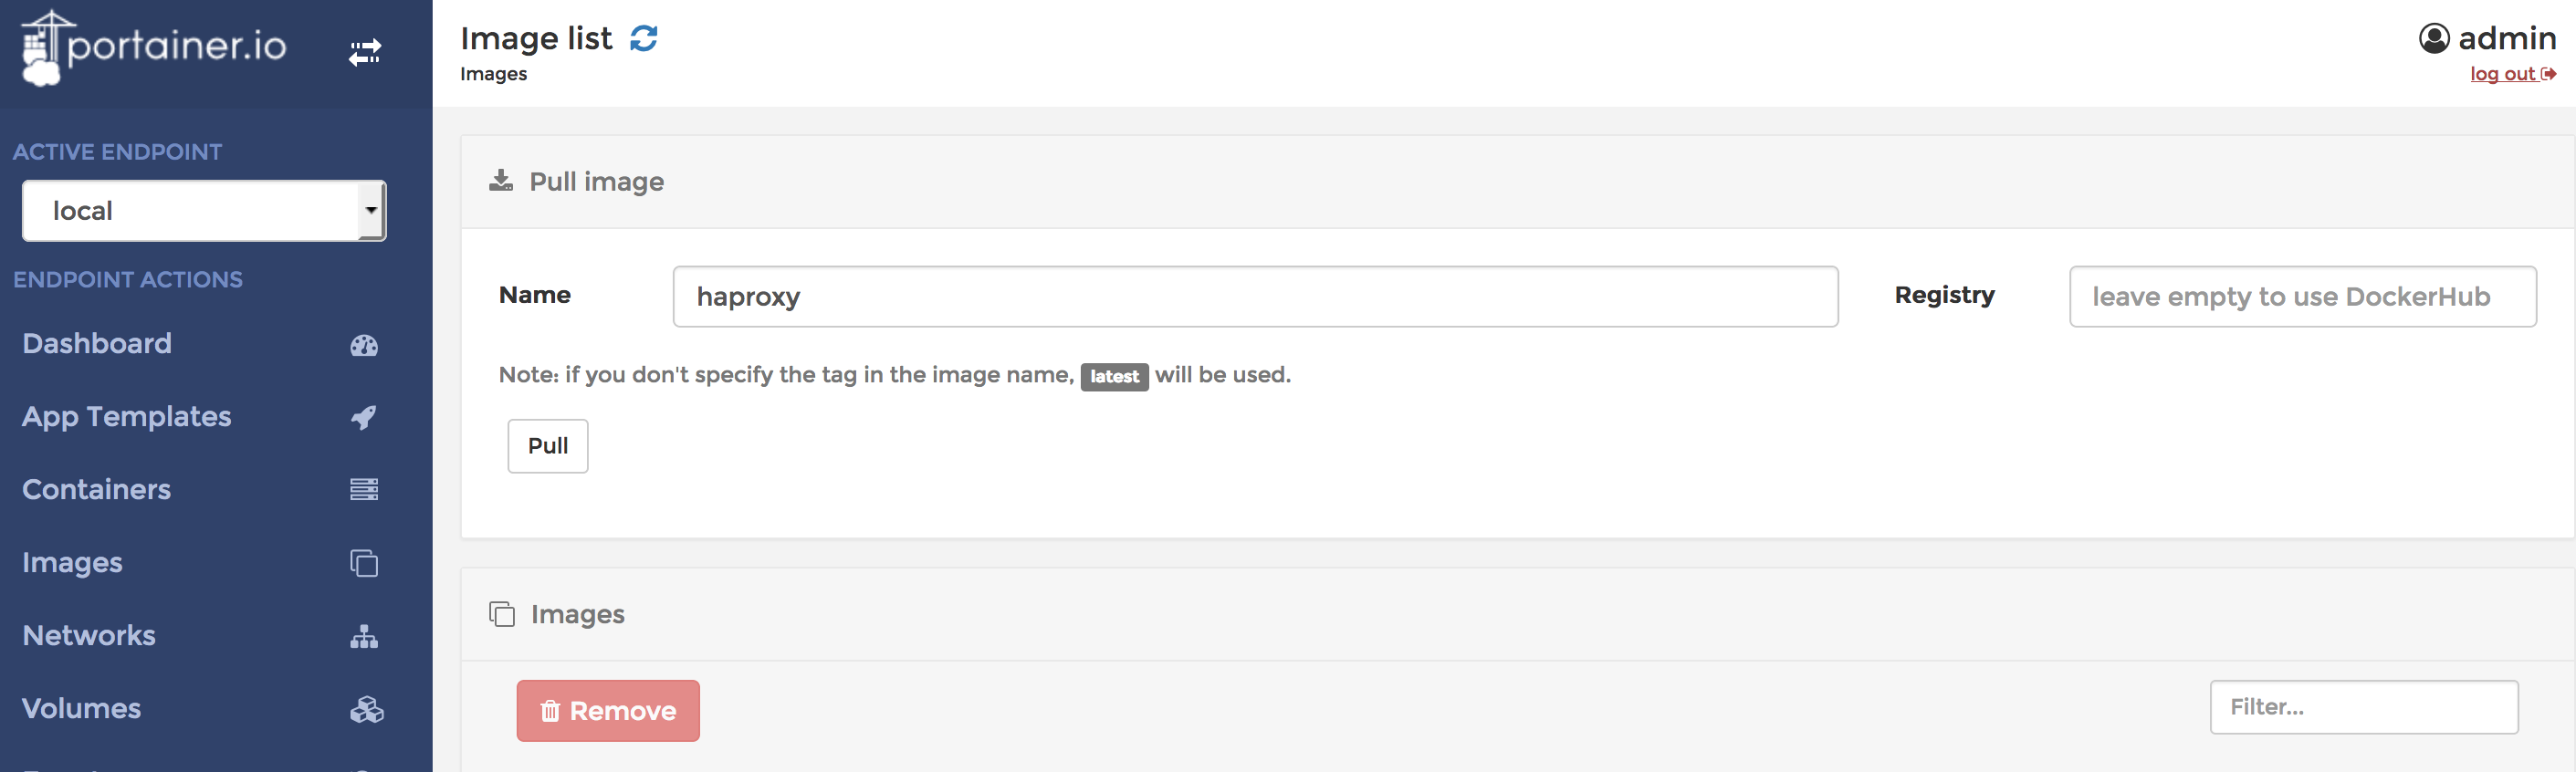 portainer.io
ACTIVE ENDPOINT
local
ENDPOINT ACTIONS
Dashboard
App Templates
Containers
Images
Networks
Volumes
Image list
Images
admin
log out
Pull image
Name
haproxy
Registry
leave empty to use DockerHub
Note: if you don't specify the tag in the image name, latest will be used.
Pull
Images
Remove
Filter...